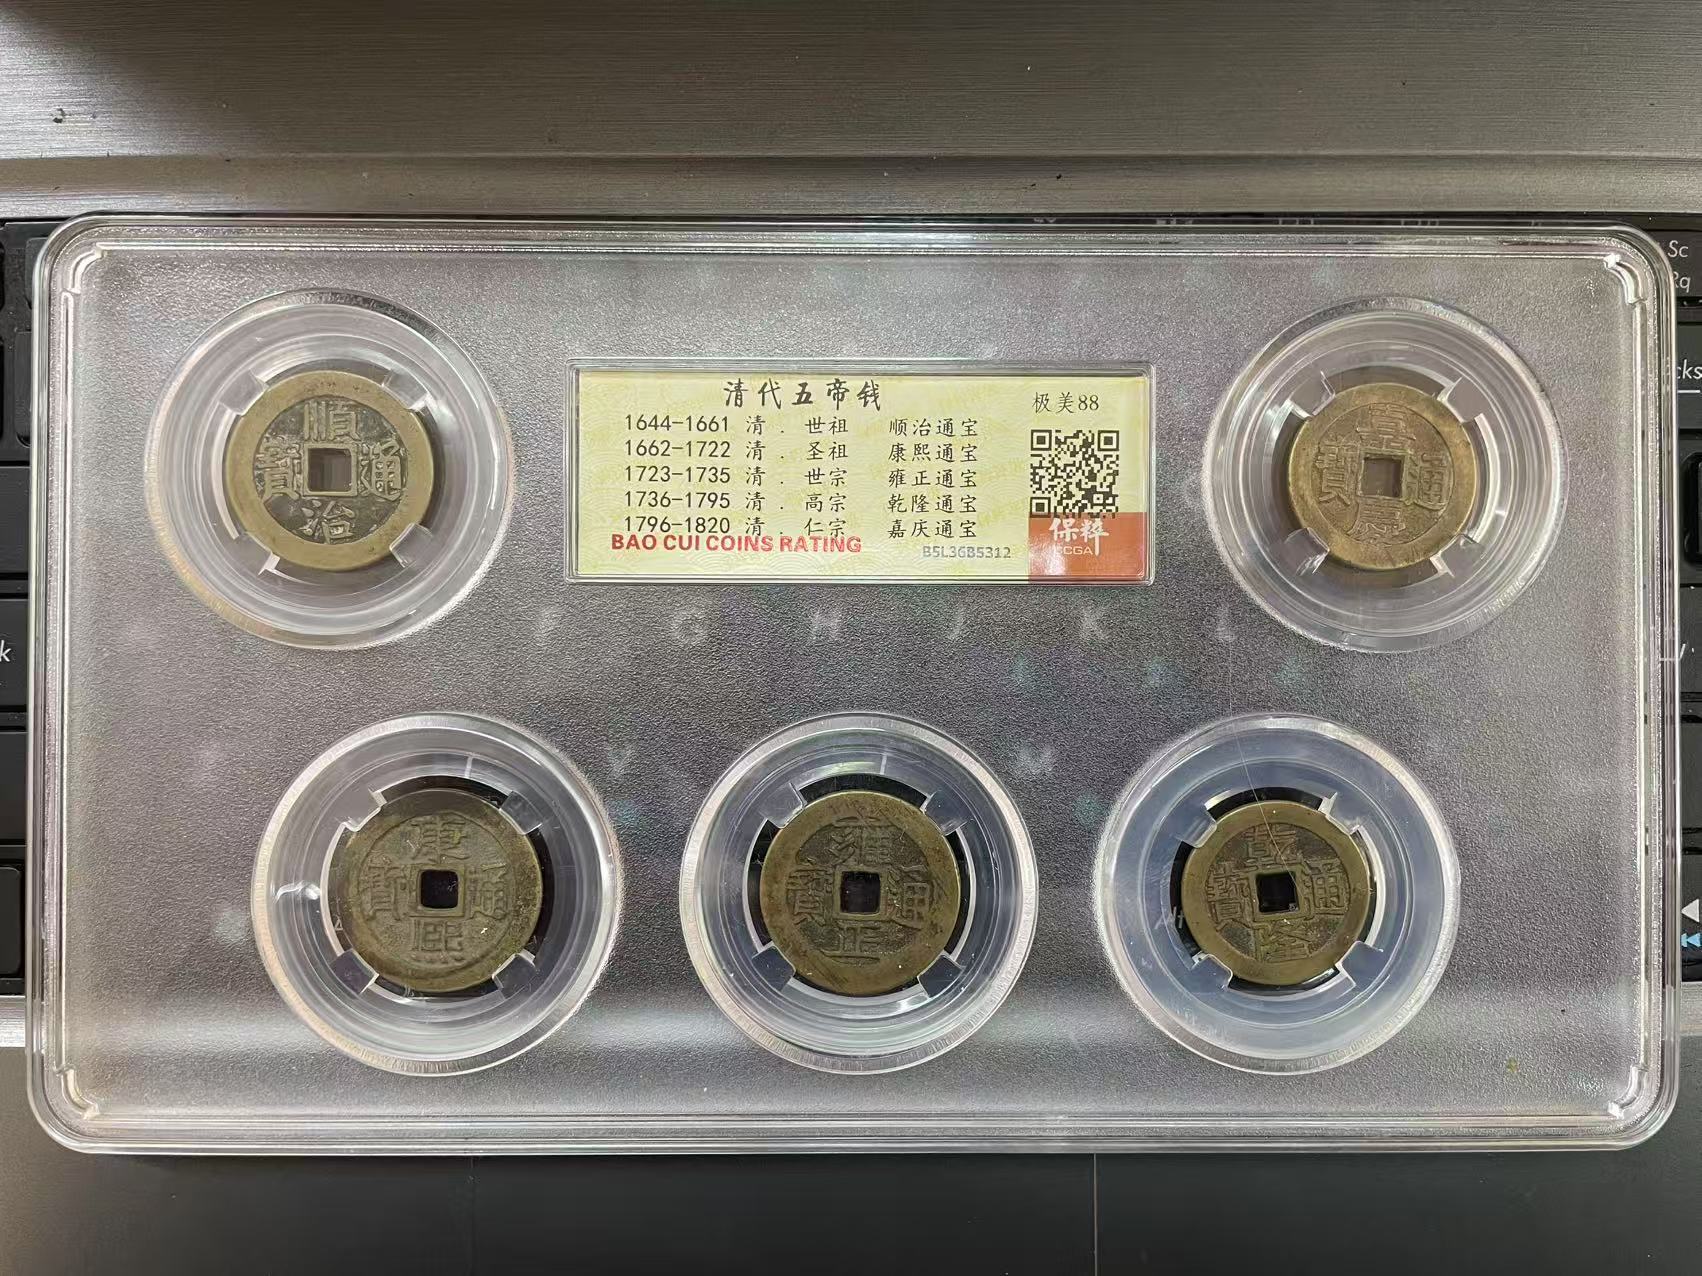 清代五帝钱
极美88
1644-1661 清 . 世祖 顺治通宝
1662-1722 清 . 圣祖 康熙通宝
1723-1735 清 . 世宗 雍正通宝
1736-1795 清 . 高宗 乾隆通宝
1796-1820 清 . 仁宗 嘉庆通宝
BAO CUI COINS RATING
B5L36B5312
保粹
CCGA
順治通寶
嘉慶通寶
康熙通寶
雍正通寶
乾隆通寶
F G H J K L
V M
Sc
k